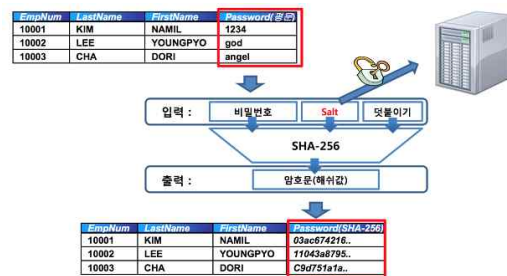 EmpNum LastName FirstName Password(평문)
10001 KIM NAMIL 1234
10002 LEE YOUNGPYO god
10003 CHA DORI angel
입력 : 비밀번호 Salt 덧붙이기
SHA-256
출력 : 암호문(해쉬값)
EmpNum LastName FirstName Password(SHA-256)
10001 KIM NAMIL 03ac674216..
10002 LEE YOUNGPYO 11043a8795..
10003 CHA DORI C9d751a1a..